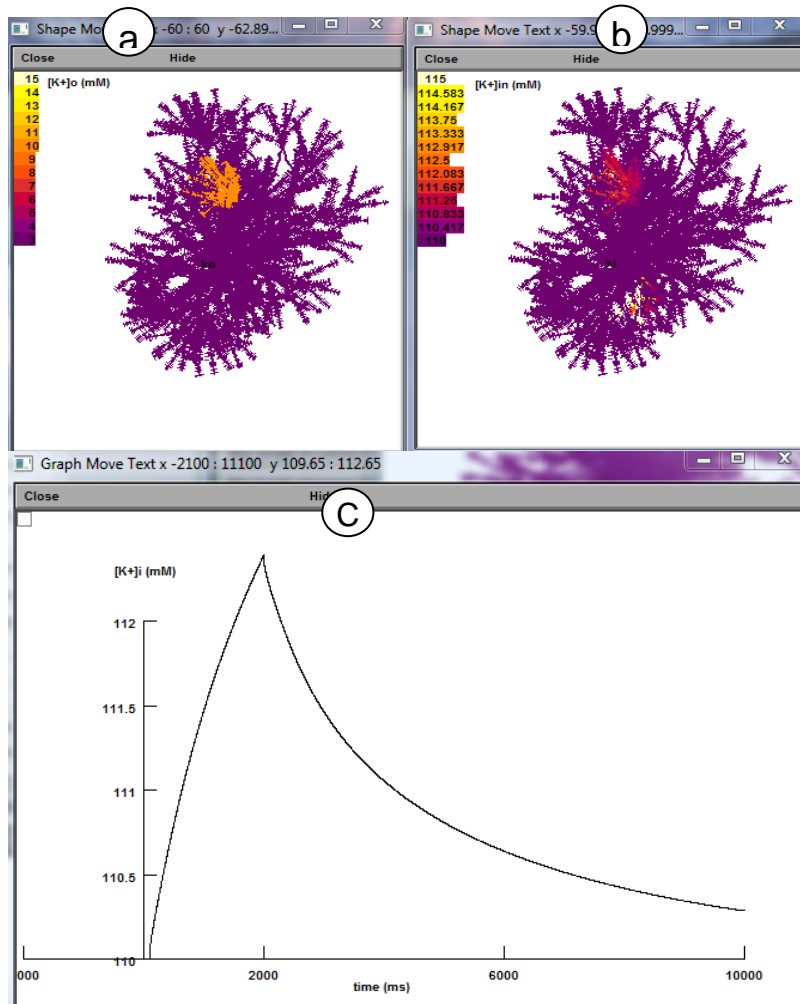 Shape Mov a x -60 : 60 y -62.89...
Close Hide
[K+]o (mM)
15
14
13
12
11
10
9
8
7
6
5
4
3
ko
Shape Move Text x -59.9 b .999...
Close Hide
[K+]in (mM)
115
114.583
114.167
113.75
113.333
112.917
112.5
112.083
111.667
111.25
110.833
110.417
110
ki
Graph Move Text x -2100 : 11100 y 109.65 : 112.65
Close Hid C
[K+]i (mM)
112
111.5
111
110.5
110
000 2000 6000 10000
time (ms)